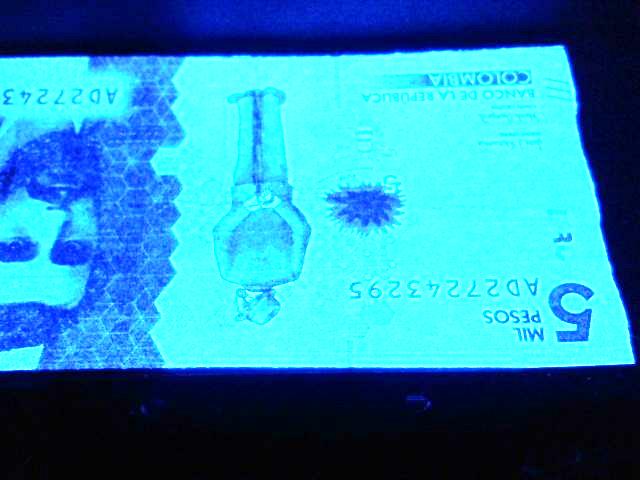 COLOMBIA
BANCO DE LA REPÚBLICA
AD27243295
5
MIL
PESOS
AD27243